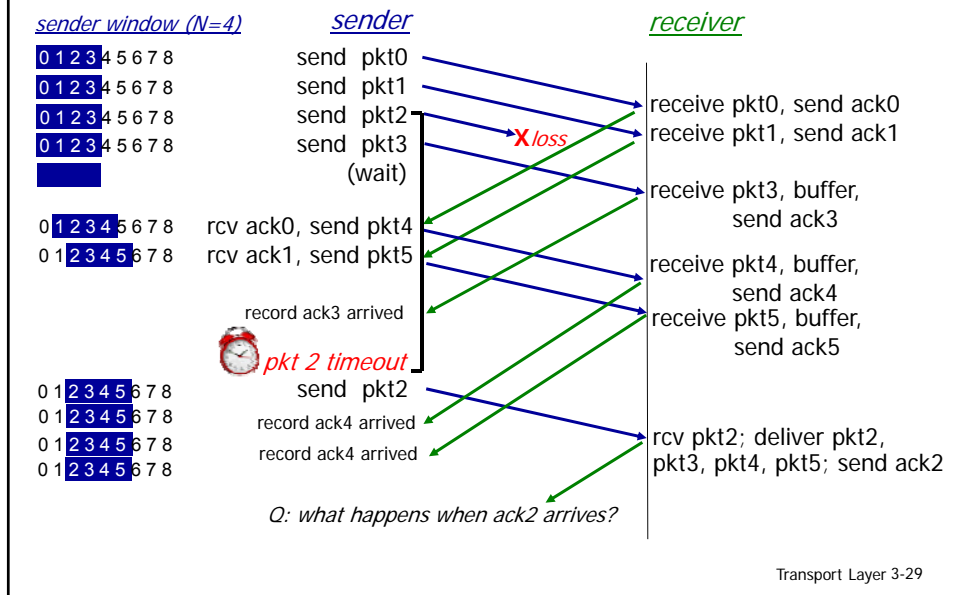 sender window (N=4) sender receiver
0 1 2 3 4 5 6 7 8 send pkt0
0 1 2 3 4 5 6 7 8 send pkt1
receive pkt0, send ack0
0 1 2 3 4 5 6 7 8 send pkt2
X loss
receive pkt1, send ack1
0 1 2 3 4 5 6 7 8 send pkt3
(wait)
receive pkt3, buffer,
send ack3
0 1 2 3 4 5 6 7 8 rcv ack0, send pkt4
0 1 2 3 4 5 6 7 8 rcv ack1, send pkt5
receive pkt4, buffer,
send ack4
record ack3 arrived
receive pkt5, buffer,
send ack5
pkt 2 timeout
0 1 2 3 4 5 6 7 8 send pkt2
0 1 2 3 4 5 6 7 8 record ack4 arrived
0 1 2 3 4 5 6 7 8 record ack4 arrived
0 1 2 3 4 5 6 7 8
rcv pkt2; deliver pkt2,
pkt3, pkt4, pkt5; send ack2
Q: what happens when ack2 arrives?
Transport Layer 3-29